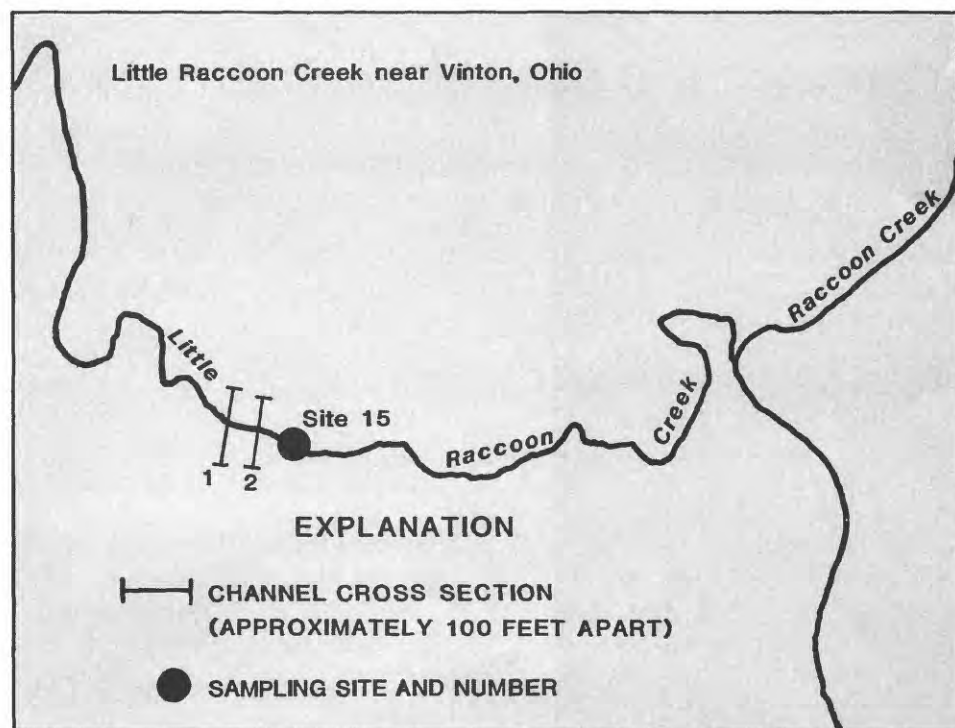 Little Raccoon Creek near Vinton, Ohio
Raccoon Creek
Little
Site 15
Raccoon
Creek
1
2
EXPLANATION
CHANNEL CROSS SECTION
(APPROXIMATELY 100 FEET APART)
SAMPLING SITE AND NUMBER